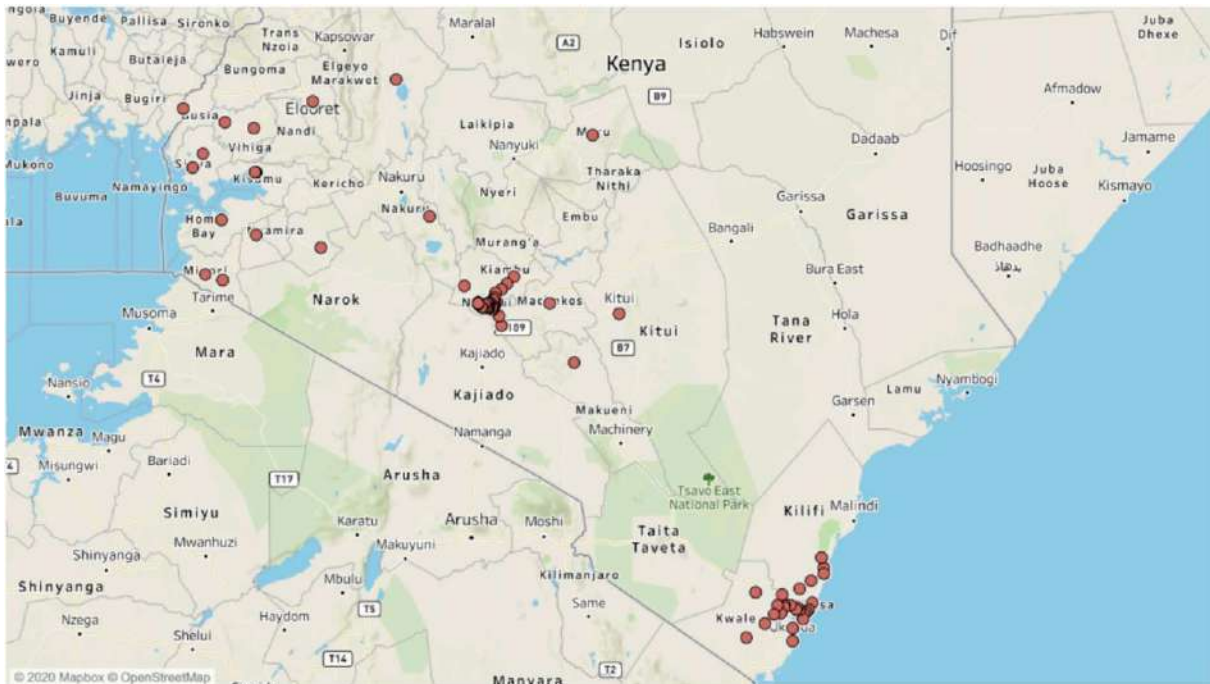 Buyende
Pallisa
Sironko
Trans
Nzoia
Kapsowar
Maralal
A2
Isiolo
Habswein
Machesa
Dif
Juba
Dhexe
Kamuli
Butaleja
Bungoma
Elgeyo
Marakwet
Kenya
B9
Afmadow
Jinja
Bugiri
Nandi
Laikipia
Nanyuki
Dadaab
Jamame
Mukono
Vihiga
Hoosingo
Juba
Hoose
Kismayo
Buvuma
Namayingo
Kericho
Nakuru
Nyeri
Tharaka
Nithi
Garissa
Garissa
Embu
Bangali
Murang'a
Kiambu
Badhaadhe
Bura East
Kitui
Kitui
Hola
Tana
River
Tarime
Narok
109
B7
Musoma
Mara
Kajiado
Kajiado
Nansio
T4
Makueni
Machinery
Garsen
Lamu
Nyambogi
Mwanza
Magu
Misungwi
Bariadi
Namanga
T17
Arusha
Tsavo East
National Park
Simiyu
Mwanhuzi
Karatu
Makuyuni
Arusha
Moshi
Taita
Taveta
Kilifi
Malindi
Shinyanga
Shinyanga
Mbulu
Kilimanjaro
Nzega
Shelui
Haydom
T5
Same
Kwale
T14
Manyara
T2
© 2020 Mapbox © OpenStreetMap